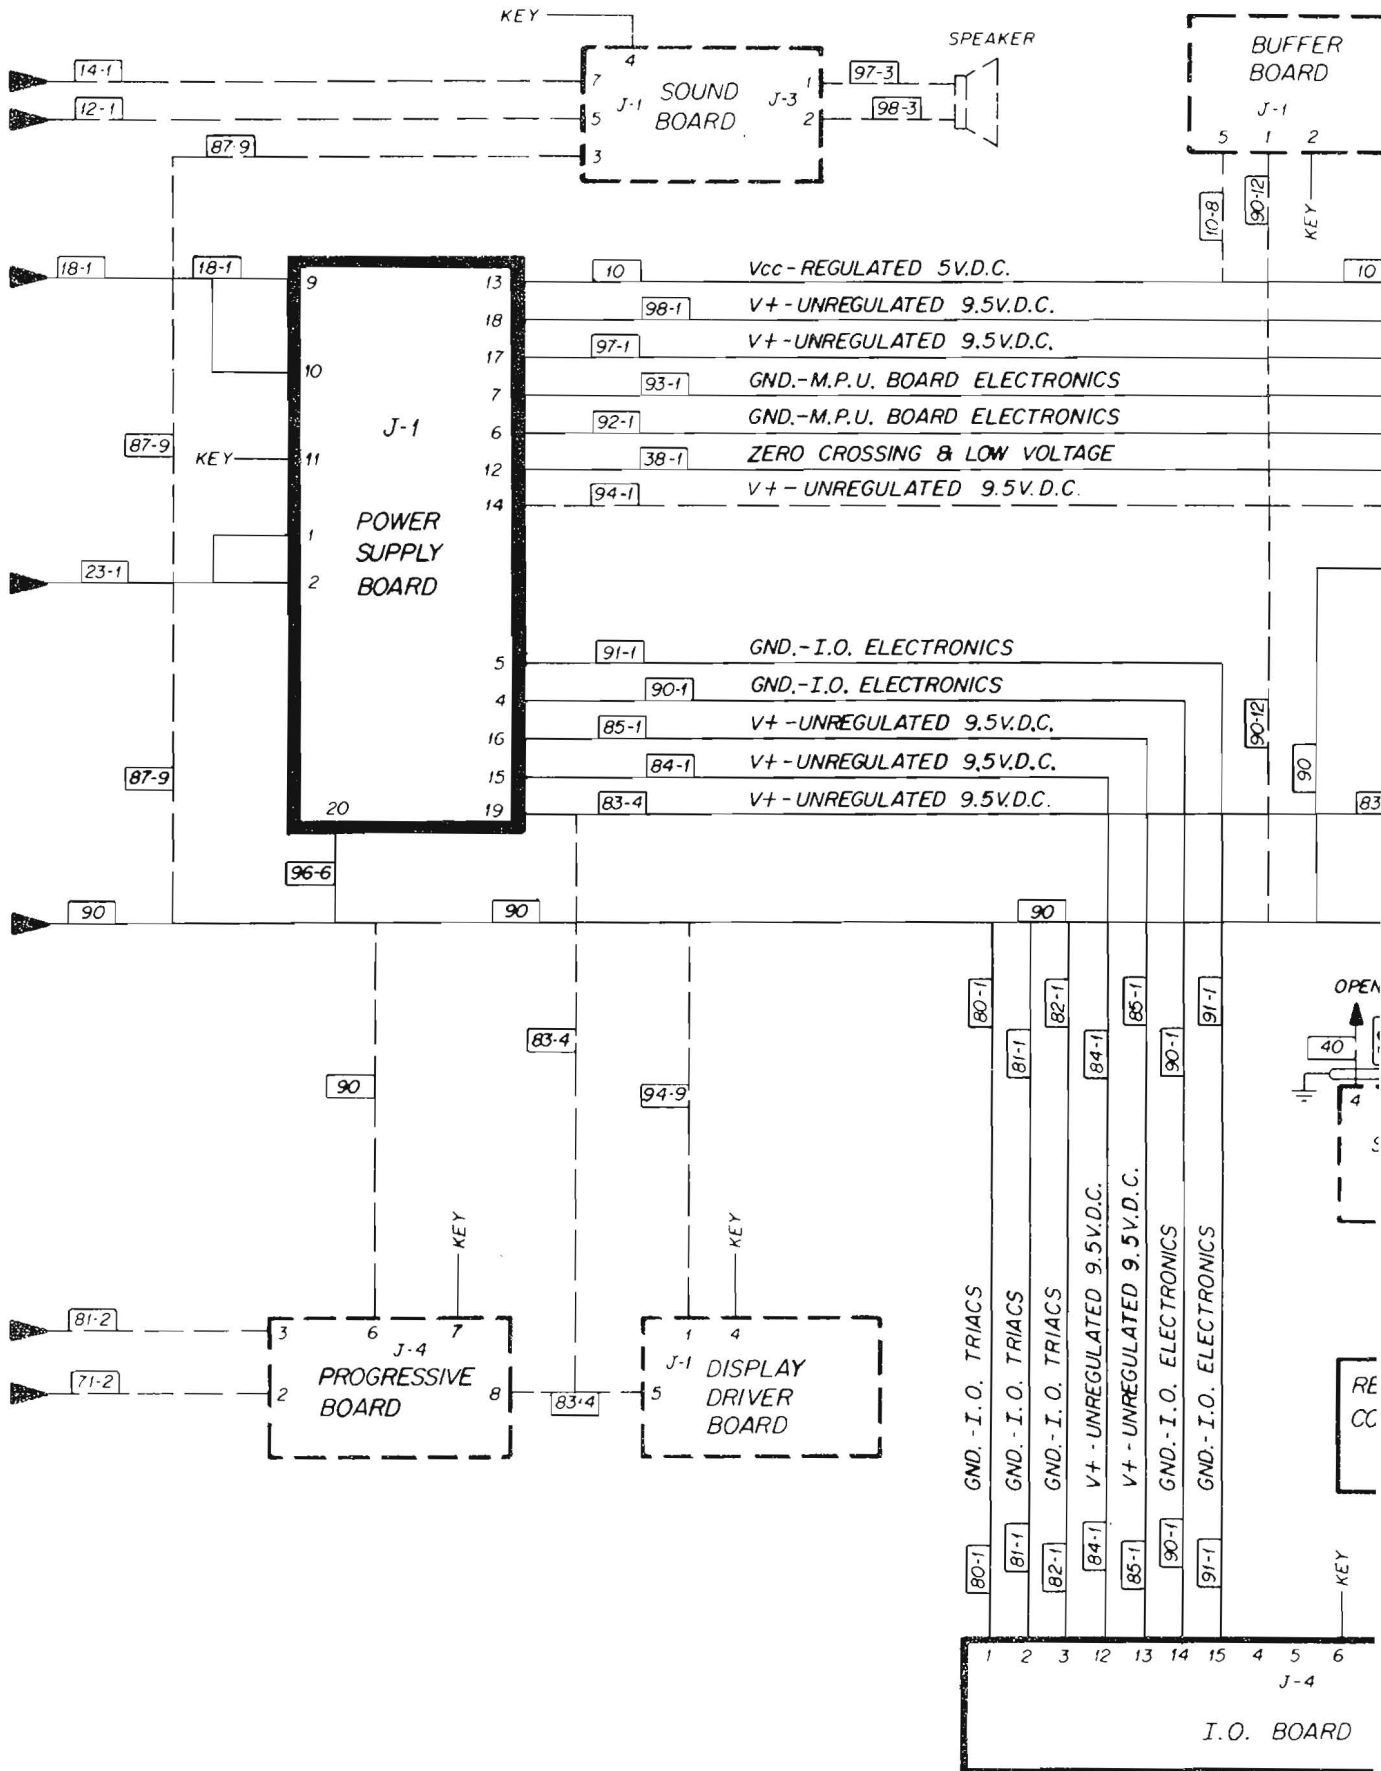 KEY
SPEAKER
BUFFER
BOARD
J-1
5 1 2
14-1
7
4
1
97-3
SOUND
BOARD
J-1
J-3
12-1
5
2
98-3
87-9
3
10-8
90-12
KEY
18-1
18-1
9
13
10
Vcc-REGULATED 5V.D.C.
10
18
98-1
V+-UNREGULATED 9.5V.D.C.
17
97-1
V+-UNREGULATED 9.5V.D.C.
10
7
93-1
GND.-M.P.U. BOARD ELECTRONICS
J-1
6
92-1
GND.-M.P.U. BOARD ELECTRONICS
87-9
KEY
11
12
38-1
ZERO CROSSING & LOW VOLTAGE
14
94-1
V+-UNREGULATED 9.5V.D.C.
1
POWER
SUPPLY
BOARD
23-1
2
5
91-1
GND.-I.O. ELECTRONICS
4
90-1
GND.-I.O. ELECTRONICS
16
85-1
V+-UNREGULATED 9.5V.D.C.
90-12
90
87-9
15
84-1
V+-UNREGULATED 9.5V.D.C.
20
19
83-4
V+-UNREGULATED 9.5V.D.C.
83
96-6
90
90
90
80-1
81-1
82-1
84-1
85-1
90-1
91-1
OPEN
40
4
83-4
90
94-9
KEY
KEY
81-2
3
6
7
J-4
PROGRESSIVE
BOARD
71-2
2
8
83-4
1
4
J-1
5
DISPLAY
DRIVER
BOARD
GND.-I.O. TRIACS
GND.-I.O. TRIACS
GND.-I.O. TRIACS
V+-UNREGULATED 9.5V.D.C.
V+-UNREGULATED 9.5V.D.C.
GND.-I.O. ELECTRONICS
GND.-I.O. ELECTRONICS
RE
CO
80-1
81-1
82-1
84-1
85-1
90-1
91-1
KEY
1 2 3 12 13 14 15 4 5 6
J-4
I.O. BOARD